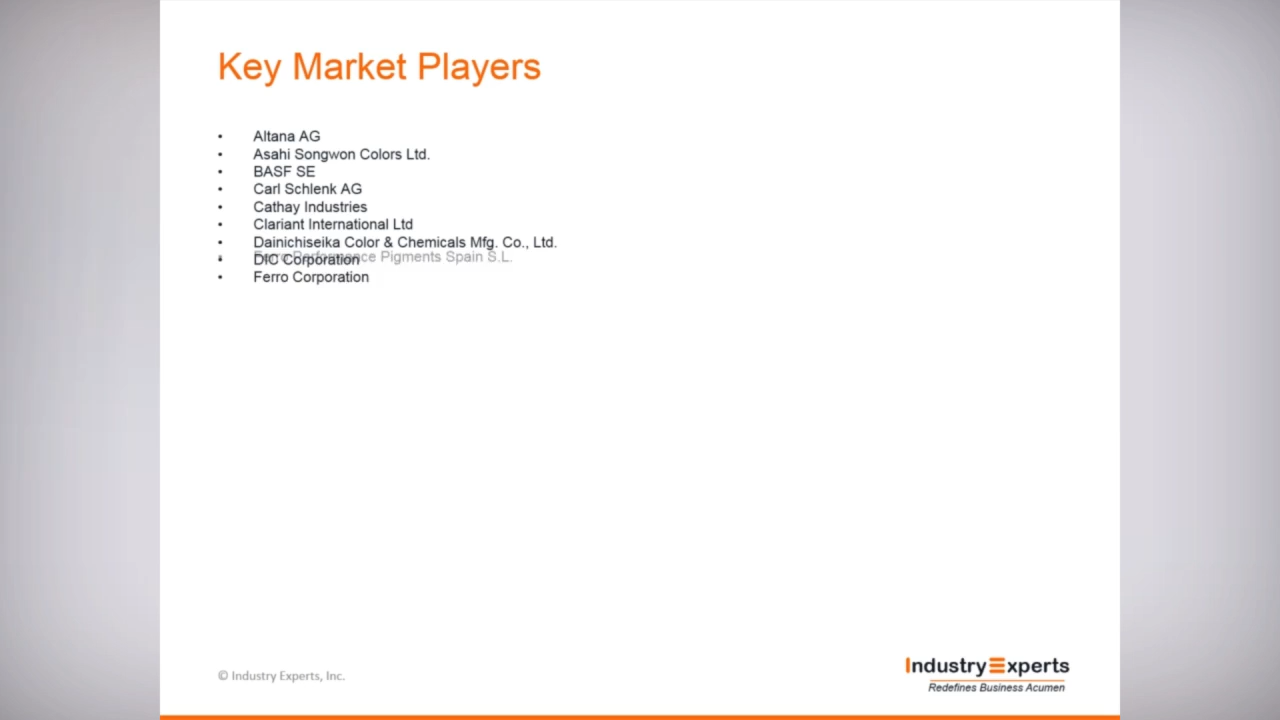 Key Market Players
• Altana AG
• Asahi Songwon Colors Ltd.
• BASF SE
• Carl Schlenk AG
• Cathay Industries
• Clariant International Ltd
• Dainichiseika Color & Chemicals Mfg. Co., Ltd.
• Ferro Performance Pigments Spain S.L.
• DIC Corporation
• Ferro Corporation
© Industry Experts, Inc.
IndustryExperts
Redefines Business Acumen